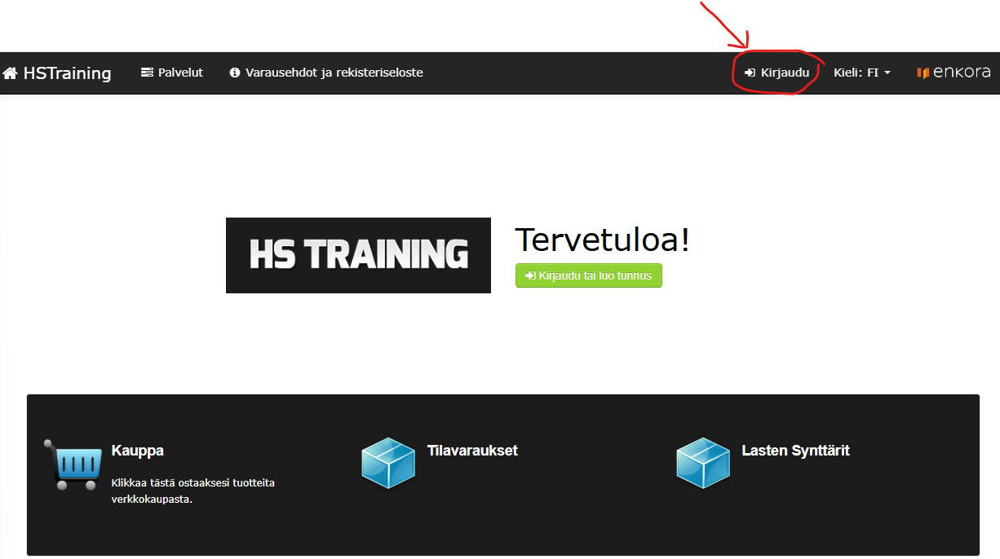 HSTraining Palvelut Varausehdot ja rekisteriseloste Kirjaudu Kieli: FI enkora
HS TRAINING
Tervetuloa!
Kirjaudu tai luo tunnus
Kauppa
Klikkaa tästä ostaaksesi tuotteita
verkkokaupasta.
Tilavaraukset
Lasten Synttärit